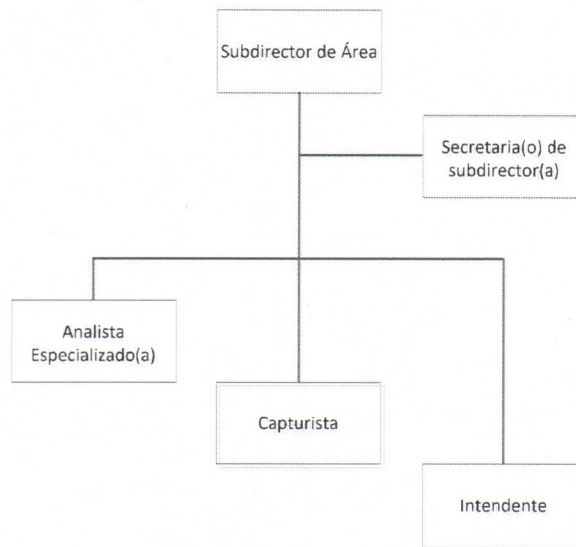 Subdirector de Área
Secretaria(o) de
subdirector(a)
Analista
Especializado(a)
Capturista
Intendente